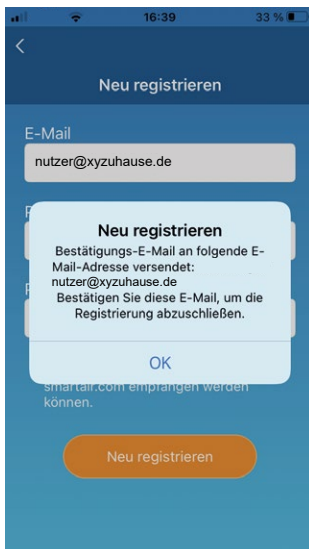 16:39
33 %
Neu registrieren
E-Mail
nutzer@xyzuhause.de
Neu registrieren
Bestätigungs-E-Mail an folgende E-
Mail-Adresse versendet:
nutzer@xyzuhause.de
Bestätigen Sie diese E-Mail, um die
Registrierung abzuschließen.
OK
smartair.com empfangen werden
können.
Neu registrieren